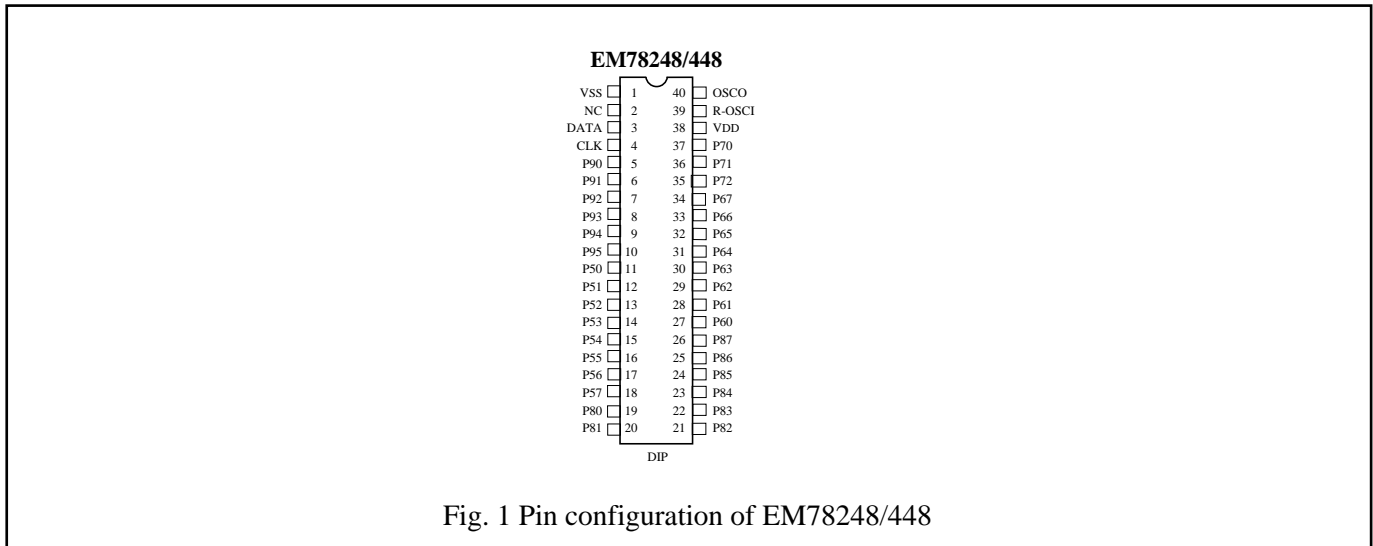 EM78248/448
VSS 1 40 OSCO
NC 2 39 R-OSCI
DATA 3 38 VDD
CLK 4 37 P70
P90 5 36 P71
P91 6 35 P72
P92 7 34 P67
P93 8 33 P66
P94 9 32 P65
P95 10 31 P64
P50 11 30 P63
P51 12 29 P62
P52 13 28 P61
P53 14 27 P60
P54 15 26 P87
P55 16 25 P86
P56 17 24 P85
P57 18 23 P84
P80 19 22 P83
P81 20 21 P82
DIP
Fig. 1 Pin configuration of EM78248/448